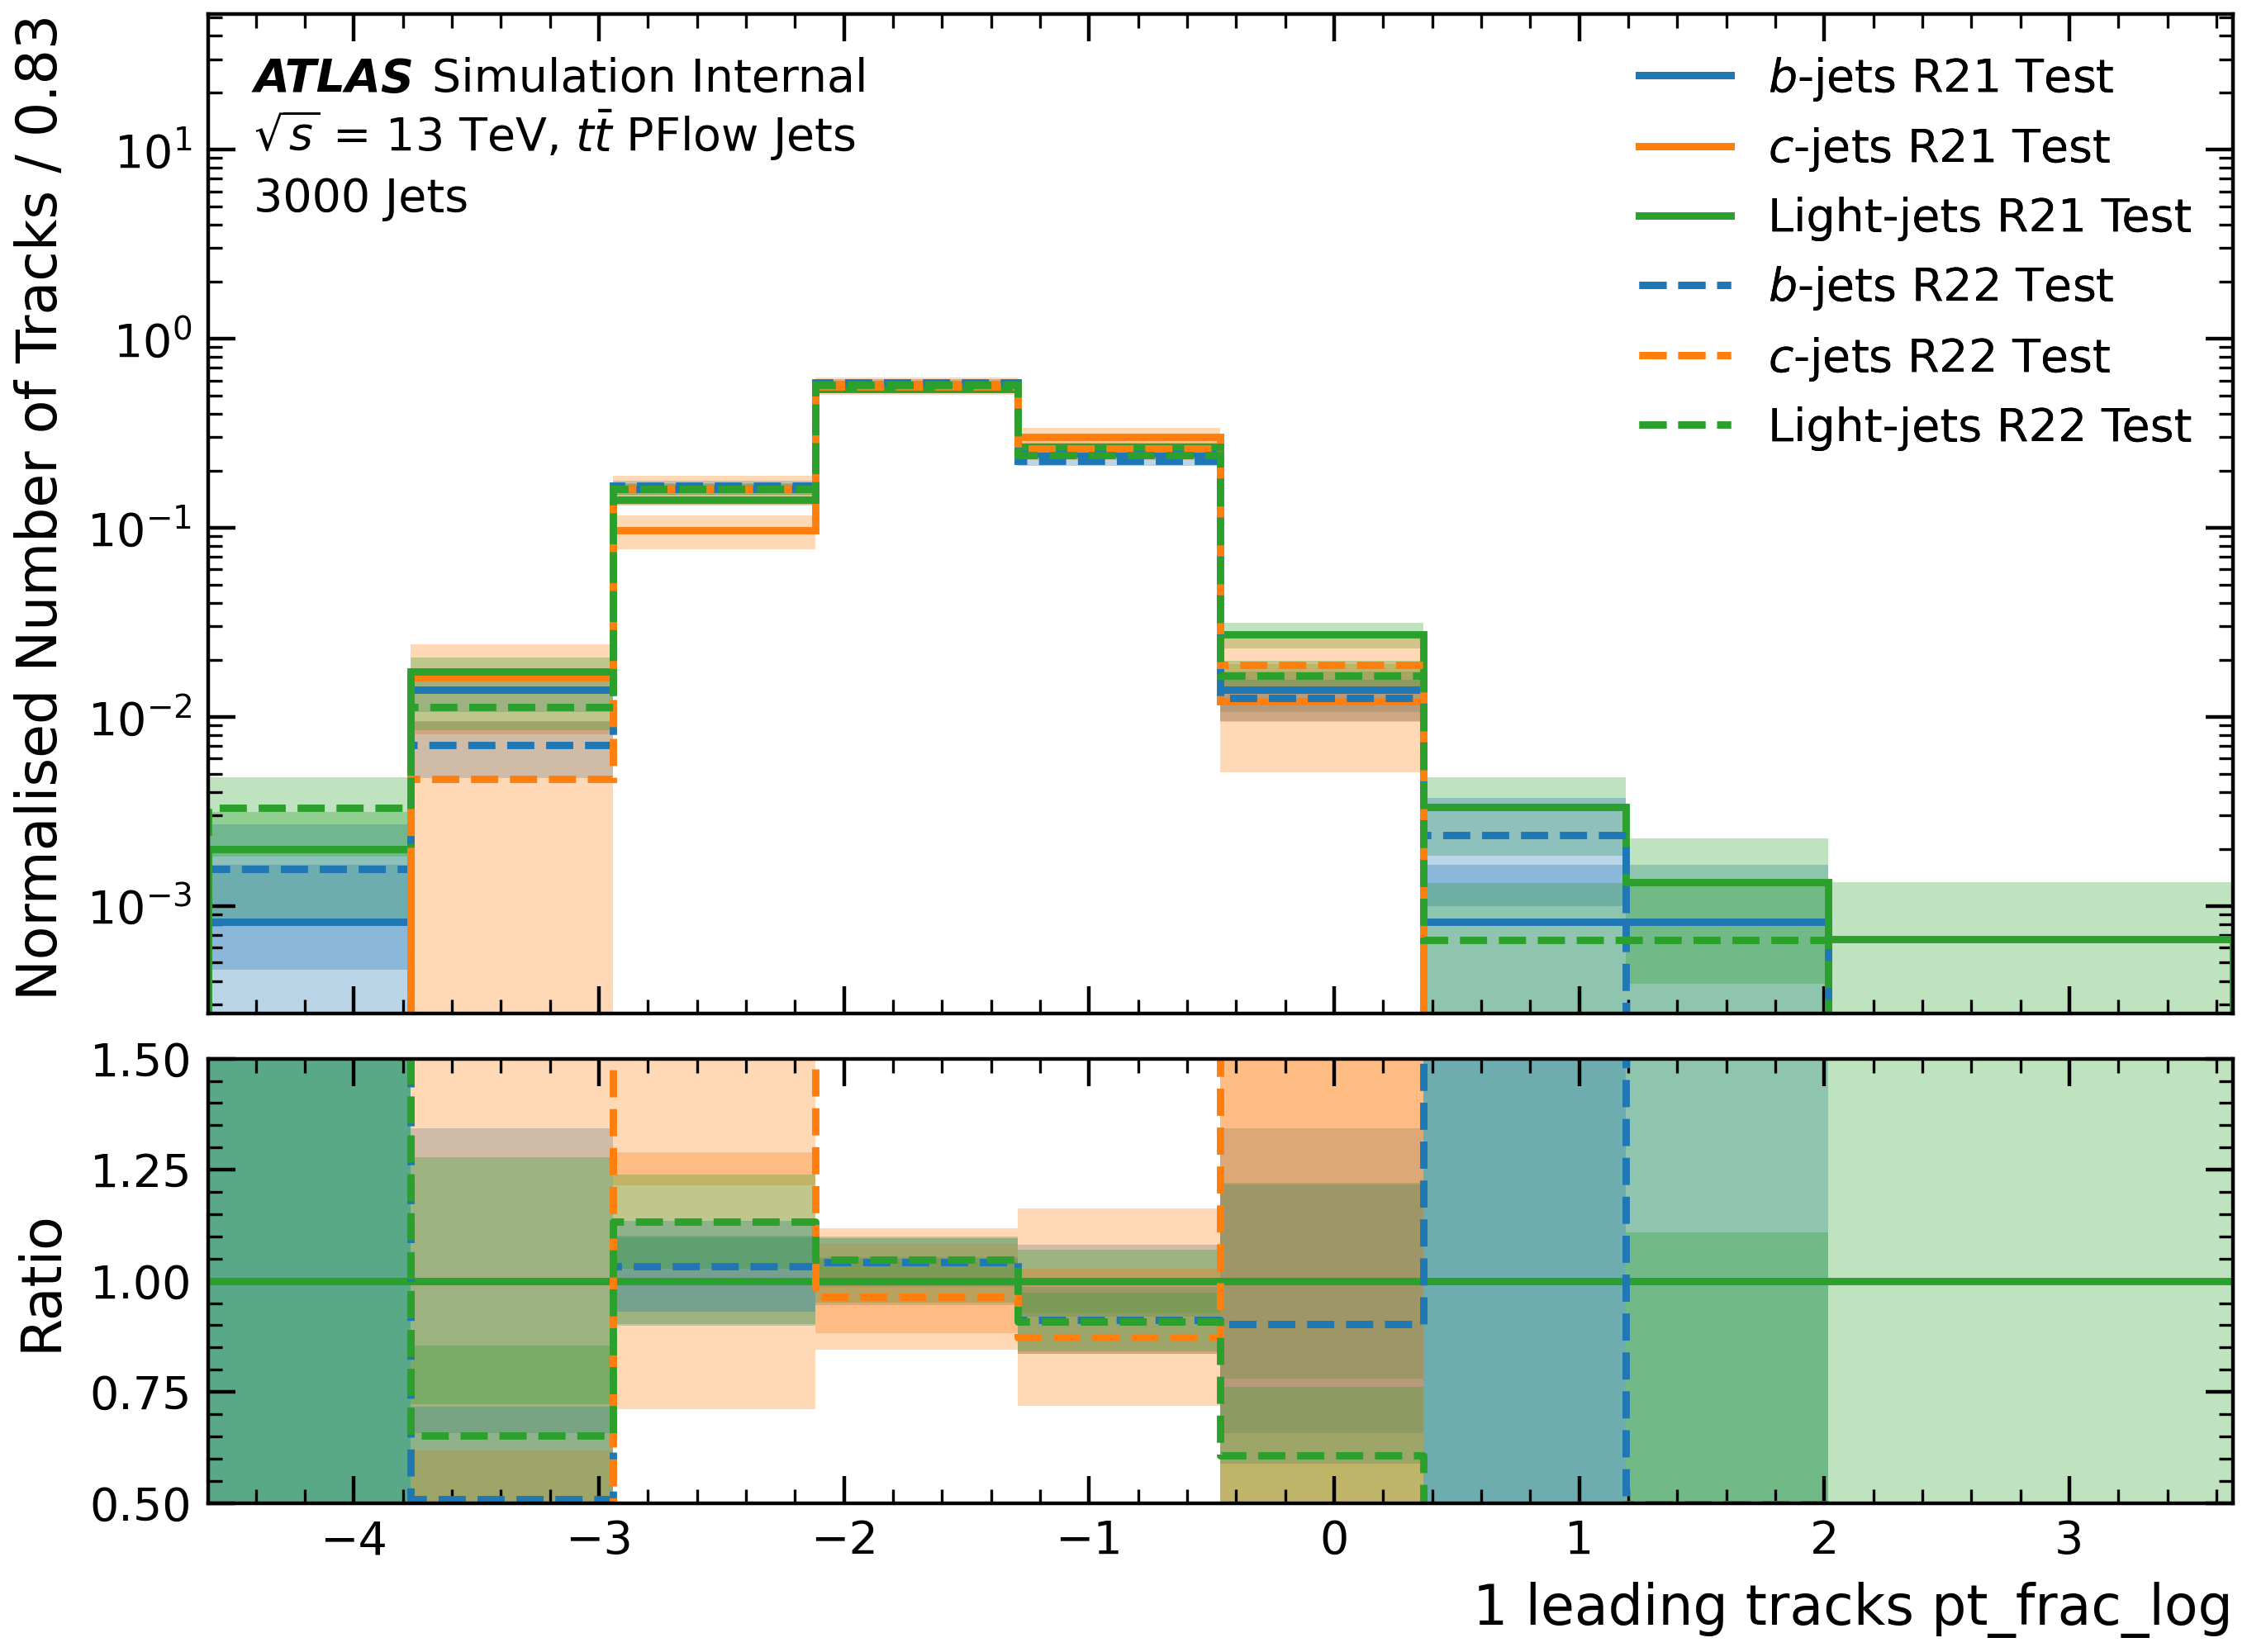 Normalised Number of Tracks / 0.83
ATLAS Simulation Internal
√s = 13 TeV, tt̄ PFlow Jets
3000 Jets
b-jets R21 Test
c-jets R21 Test
Light-jets R21 Test
b-jets R22 Test
c-jets R22 Test
Light-jets R22 Test
10¹
10⁰
10⁻¹
10⁻²
10⁻³
Ratio
1.50
1.25
1.00
0.75
0.50
−4 −3 −2 −1 0 1 2 3
1 leading tracks pt_frac_log